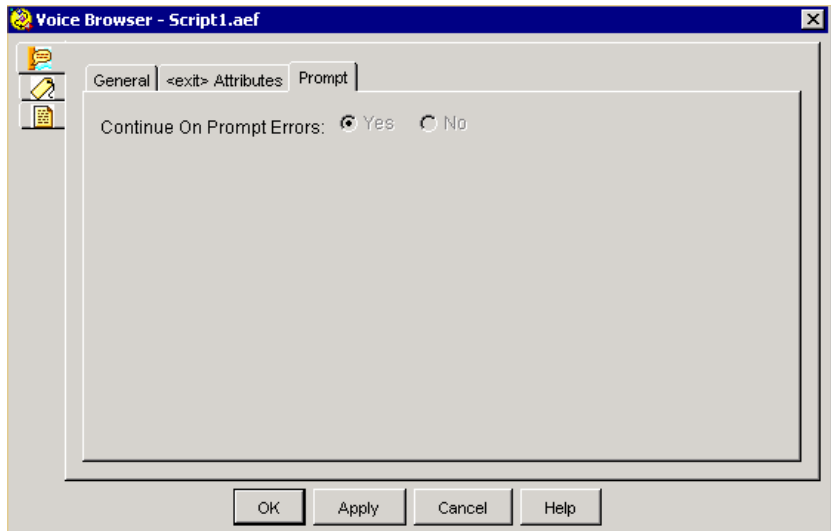 Voice Browser - Script1.aef
General <exit> Attributes Prompt
Continue On Prompt Errors: Yes No
OK Apply Cancel Help